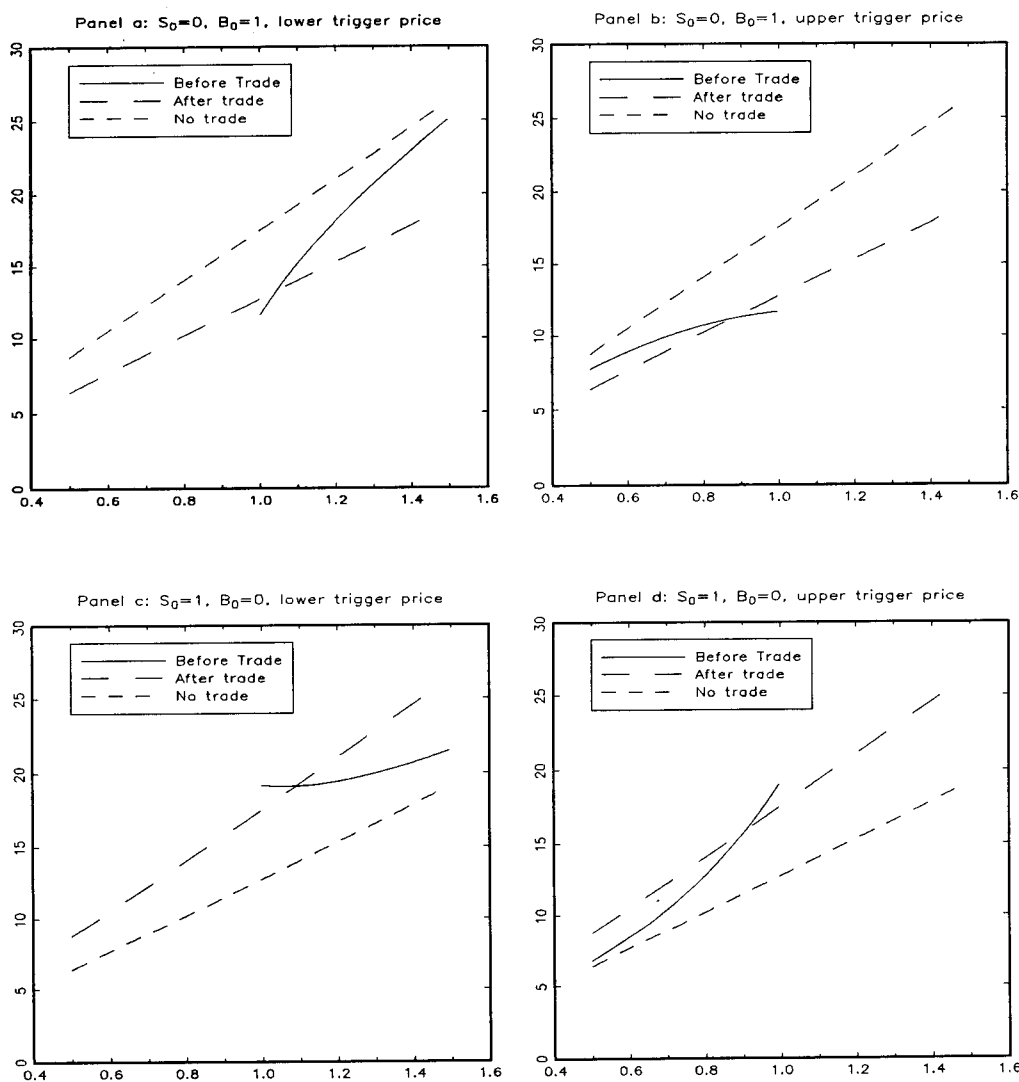 Panel a: S₀=0, B₀=1, lower trigger price
Before Trade
After trade
No trade
30
25
20
15
10
5
0
0.4 0.6 0.8 1.0 1.2 1.4 1.6
Panel b: S₀=0, B₀=1, upper trigger price
Before Trade
After trade
No trade
30
25
20
15
10
5
0
0.4 0.6 0.8 1.0 1.2 1.4 1.6
Panel c: S₀=1, B₀=0, lower trigger price
Before Trade
After trade
No trade
30
25
20
15
10
5
0
0.4 0.6 0.8 1.0 1.2 1.4 1.6
Panel d: S₀=1, B₀=0, upper trigger price
Before Trade
After trade
No trade
30
25
20
15
10
5
0
0.4 0.6 0.8 1.0 1.2 1.4 1.6